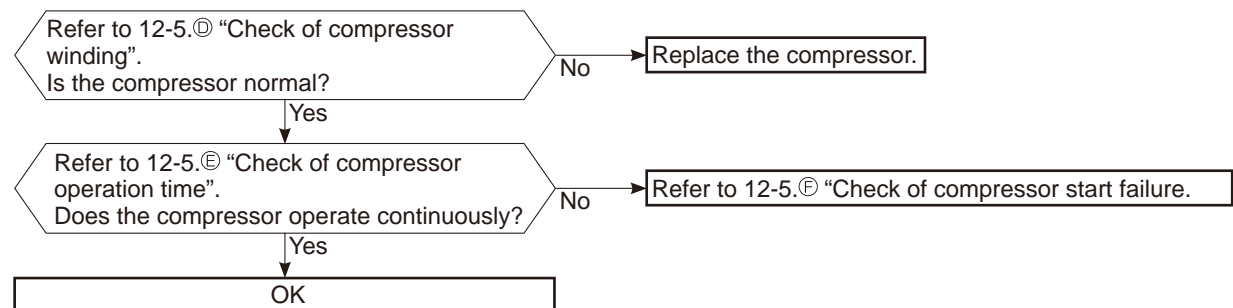 Refer to 12-5.Ⓓ “Check of compressor
winding”.
Is the compressor normal?
No
Replace the compressor.
Yes
Refer to 12-5.Ⓔ “Check of compressor
operation time”.
Does the compressor operate continuously?
No
Refer to 12-5.Ⓕ “Check of compressor start failure.
Yes
OK